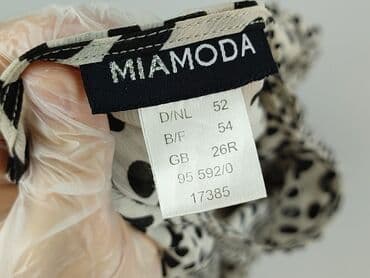 MIAMODA
D/NL 52
B/F 54
GB 26R
95 592/0
17385